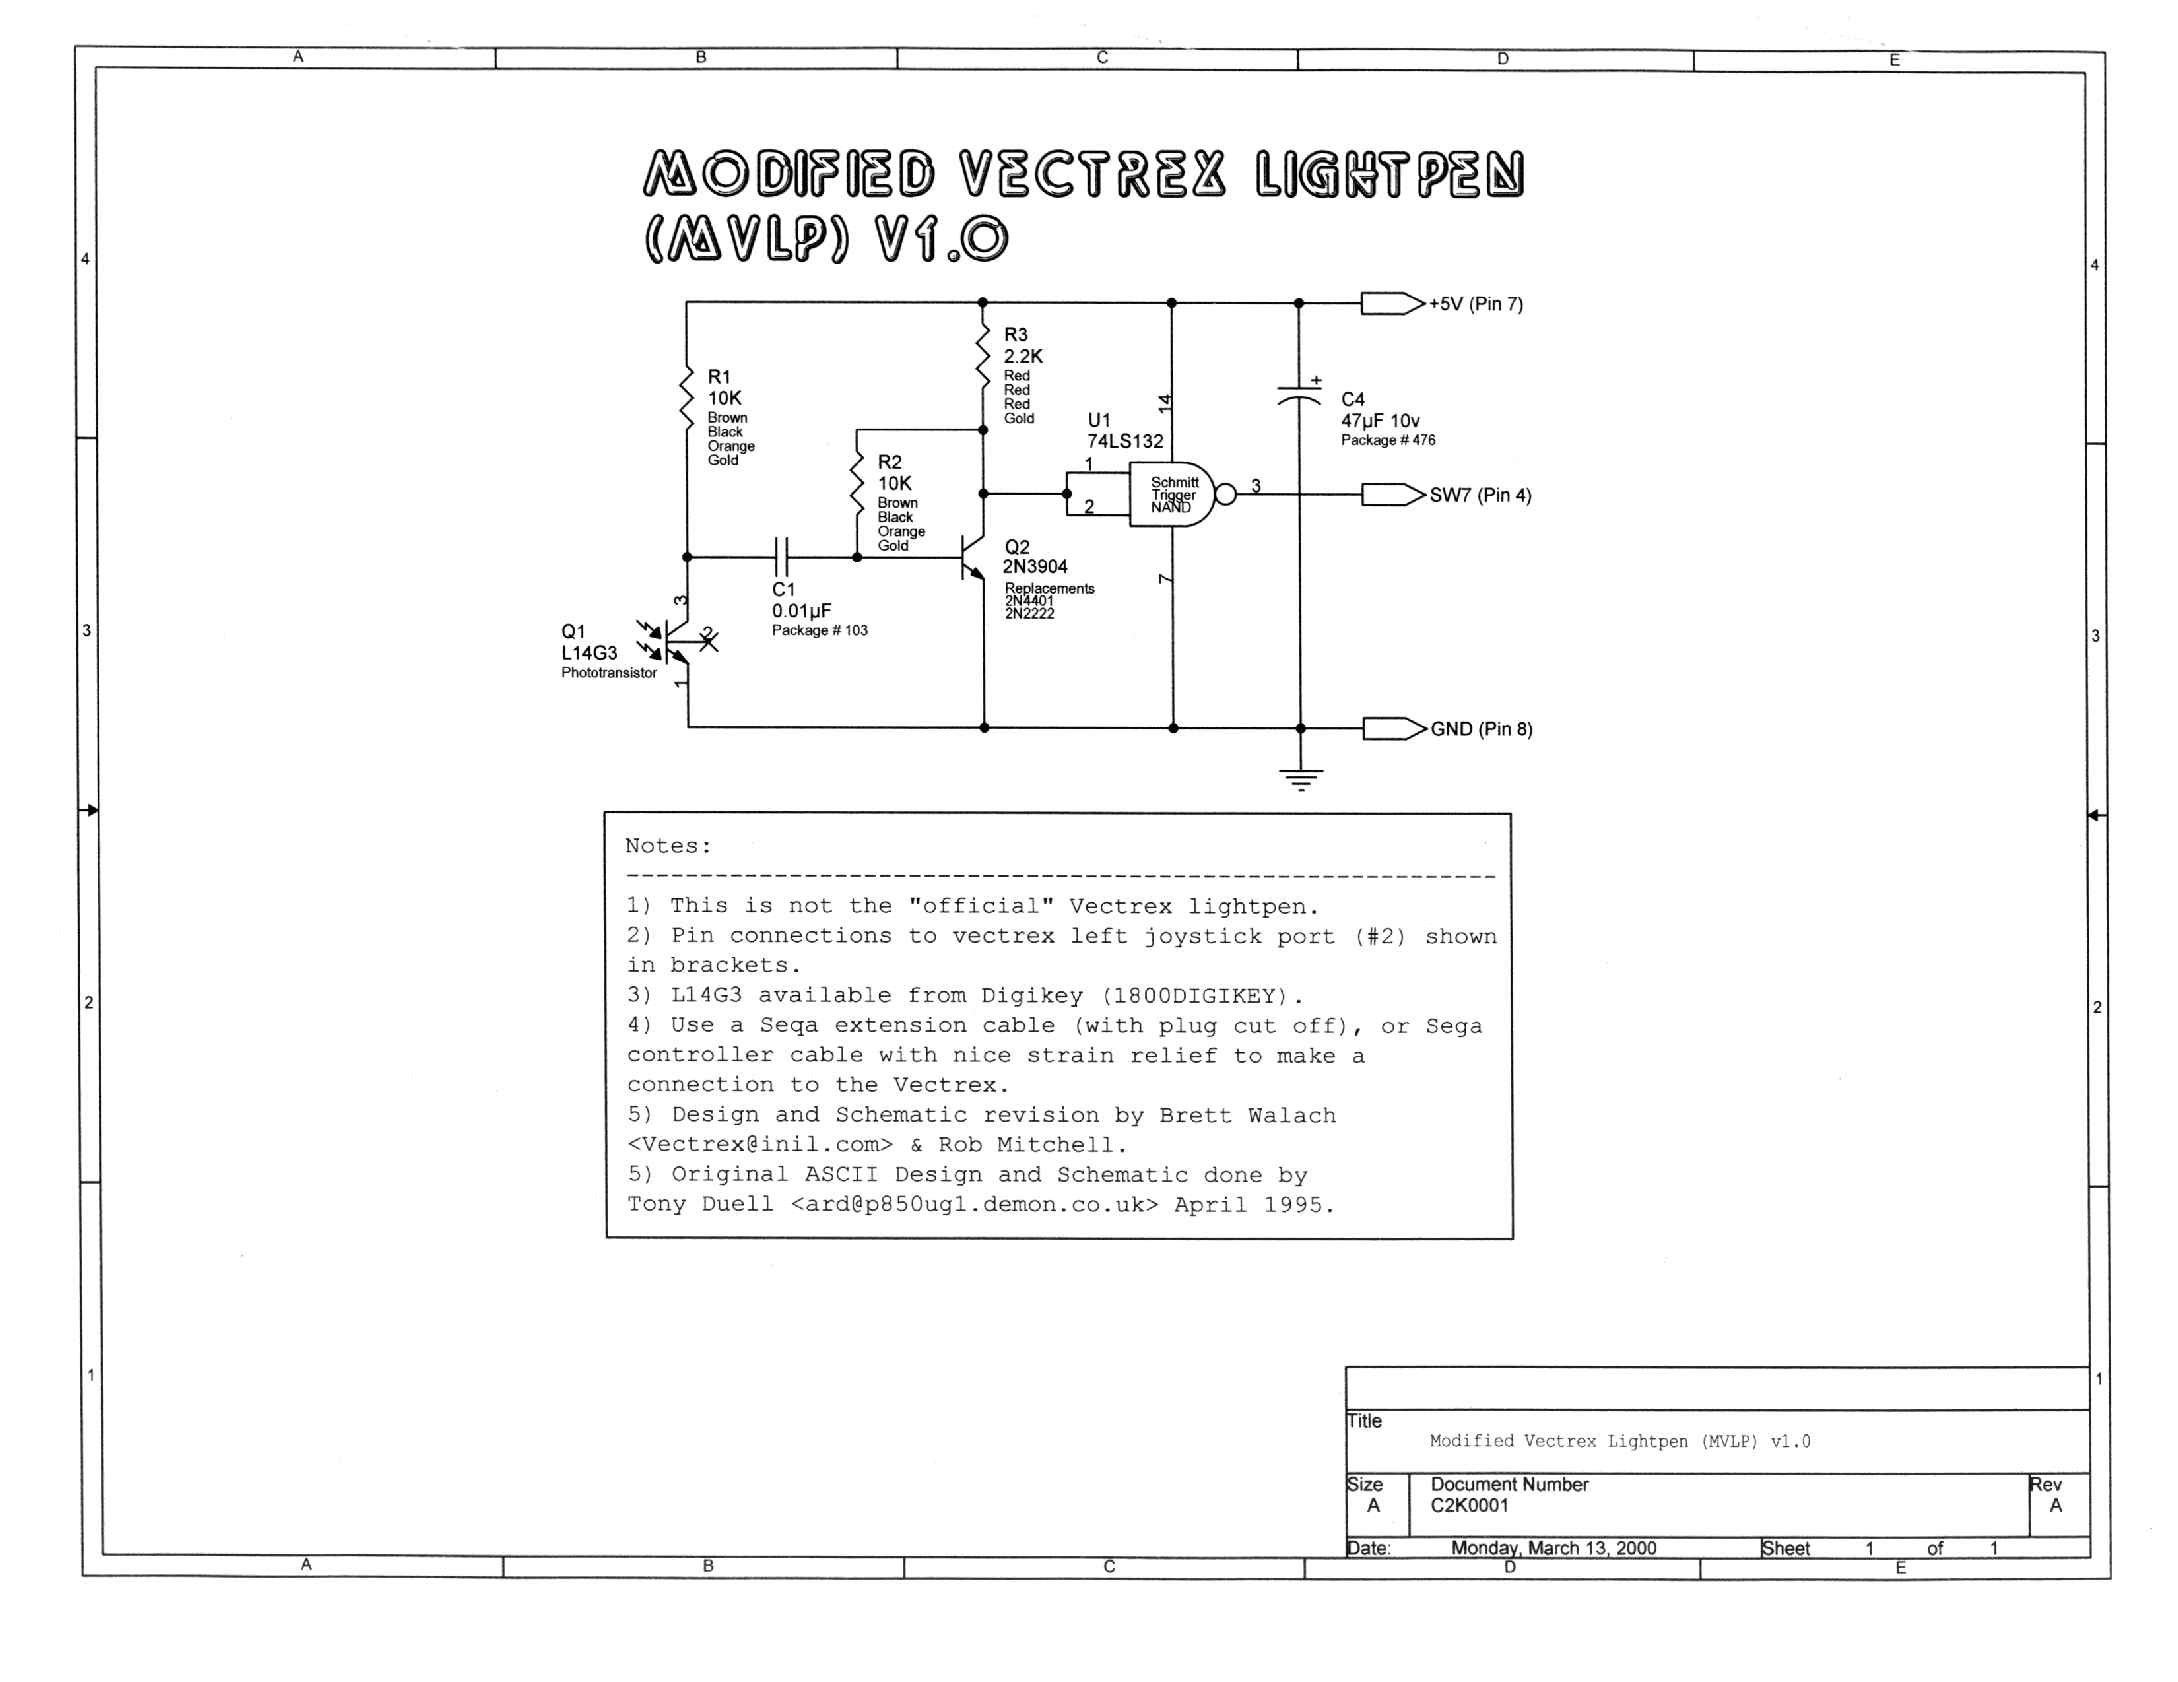 A B C D E
MODIFIED VECTREX LIGHTPEN
(MVLP) V1.0
4
4
+5V (Pin 7)
R3
2.2K
Red
Red
Red
Gold
R1
10K
Brown
Black
Orange
Gold
14
+
C4
47µF 10v
Package # 476
U1
74LS132
R2
10K
Brown
Black
Orange
Gold
1
2
Schmitt
Trigger
NAND
3
SW7 (Pin 4)
Q2
2N3904
Replacements
2N4401
2N2222
7
C1
0.01µF
Package # 103
3
2
1
Q1
L14G3
Phototransistor
3
3
GND (Pin 8)
Notes:
-----------------------------------------------------------
1) This is not the "official" Vectrex lightpen.
2) Pin connections to vectrex left joystick port (#2) shown
in brackets.
3) L14G3 available from Digikey (1800DIGIKEY).
4) Use a Seqa extension cable (with plug cut off), or Sega
controller cable with nice strain relief to make a
connection to the Vectrex.
5) Design and Schematic revision by Brett Walach
<Vectrex@inil.com> & Rob Mitchell.
5) Original ASCII Design and Schematic done by
Tony Duell <ard@p850ug1.demon.co.uk> April 1995.
2
2
1
1
Title
Modified Vectrex Lightpen (MVLP) v1.0
Size
A
Document Number
C2K0001
Rev
A
Date: Monday, March 13, 2000 Sheet 1 of 1
A B C D E